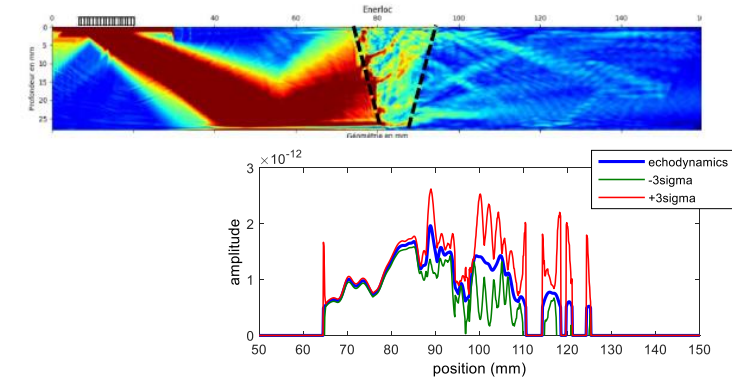 Enerloc
0 40 60 80 100 120 140
0
5
10
15
20
25
Profondeur en mm
Géométrie en mm
×10⁻¹²
3
2
1
0
amplitude
echodynamics
-3sigma
+3sigma
50 60 70 80 90 100 110 120 130 140 150
position (mm)